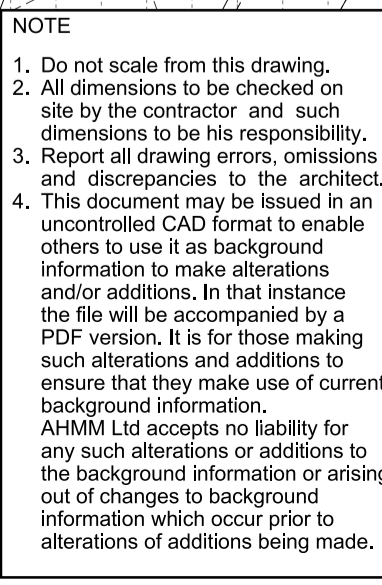 NOTE
1. Do not scale from this drawing.
2. All dimensions to be checked on
site by the contractor and such
dimensions to be his responsibility.
3. Report all drawing errors, omissions
and discrepancies to the architect.
4. This document may be issued in an
uncontrolled CAD format to enable
others to use it as background
information to make alterations
and/or additions. In that instance
the file will be accompanied by a
PDF version. It is for those making
such alterations and additions to
ensure that they make use of current
background information.
AHMM Ltd accepts no liability for
any such alterations or additions to
the background information or arising
out of changes to background
information which occur prior to
alterations of additions being made.